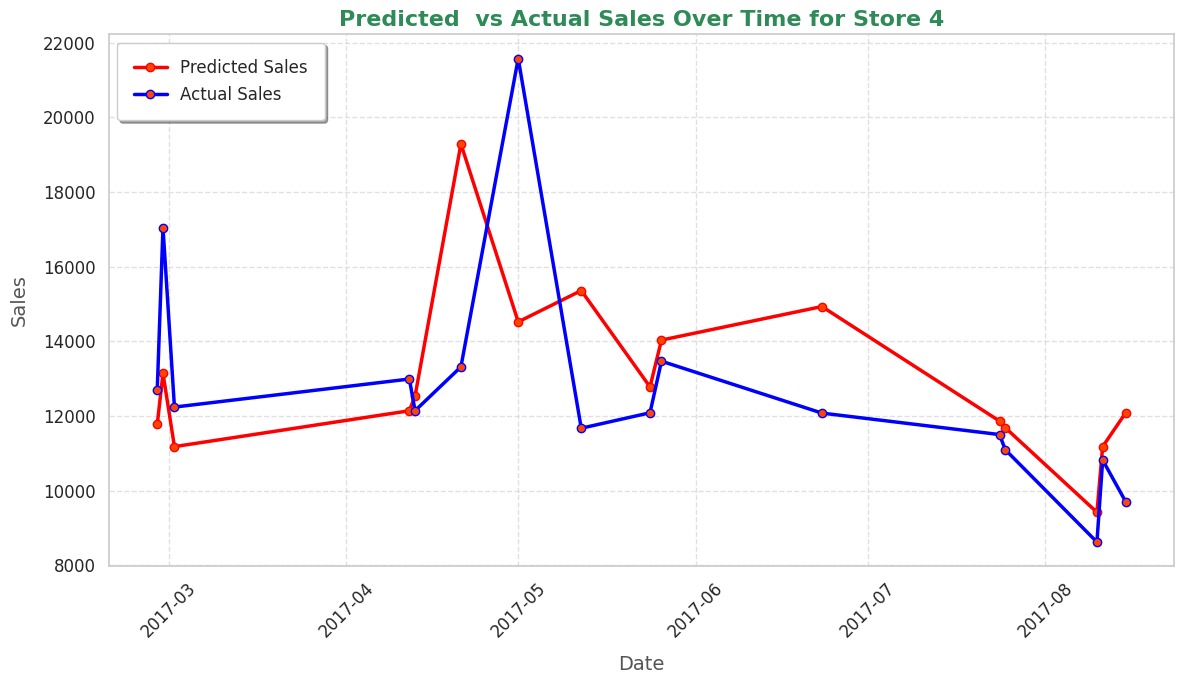 Predicted  vs Actual Sales Over Time for Store 4
Predicted Sales
Actual Sales
Sales
22000
20000
18000
16000
14000
12000
10000
8000
2017-03
2017-04
2017-05
2017-06
2017-07
2017-08
Date